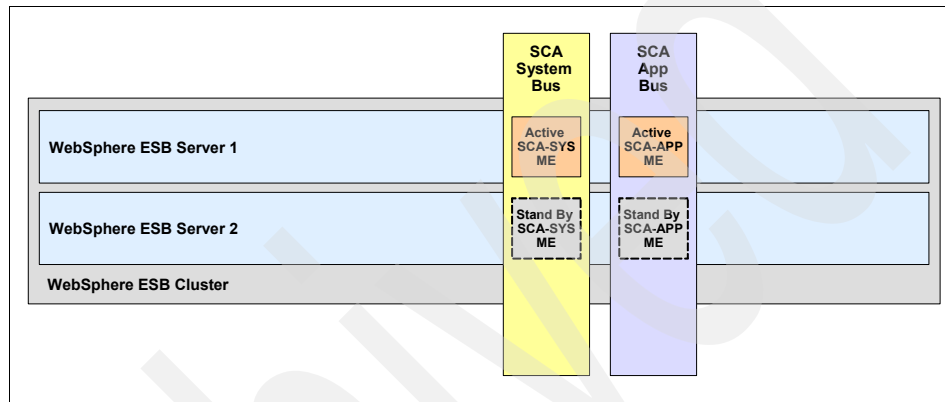 SCA
System
Bus
SCA
App
Bus
WebSphere ESB Server 1
Active
SCA-SYS
ME
Active
SCA-APP
ME
WebSphere ESB Server 2
Stand By
SCA-SYS
ME
Stand By
SCA-APP
ME
WebSphere ESB Cluster